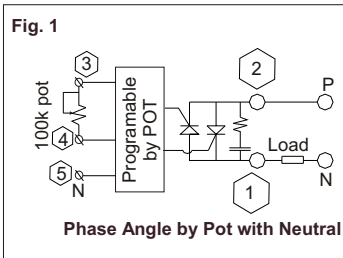 Fig. 1
3
2
P
100k pot
Programable
by POT
4
Load
5
N
N
1
Phase Angle by Pot with Neutral